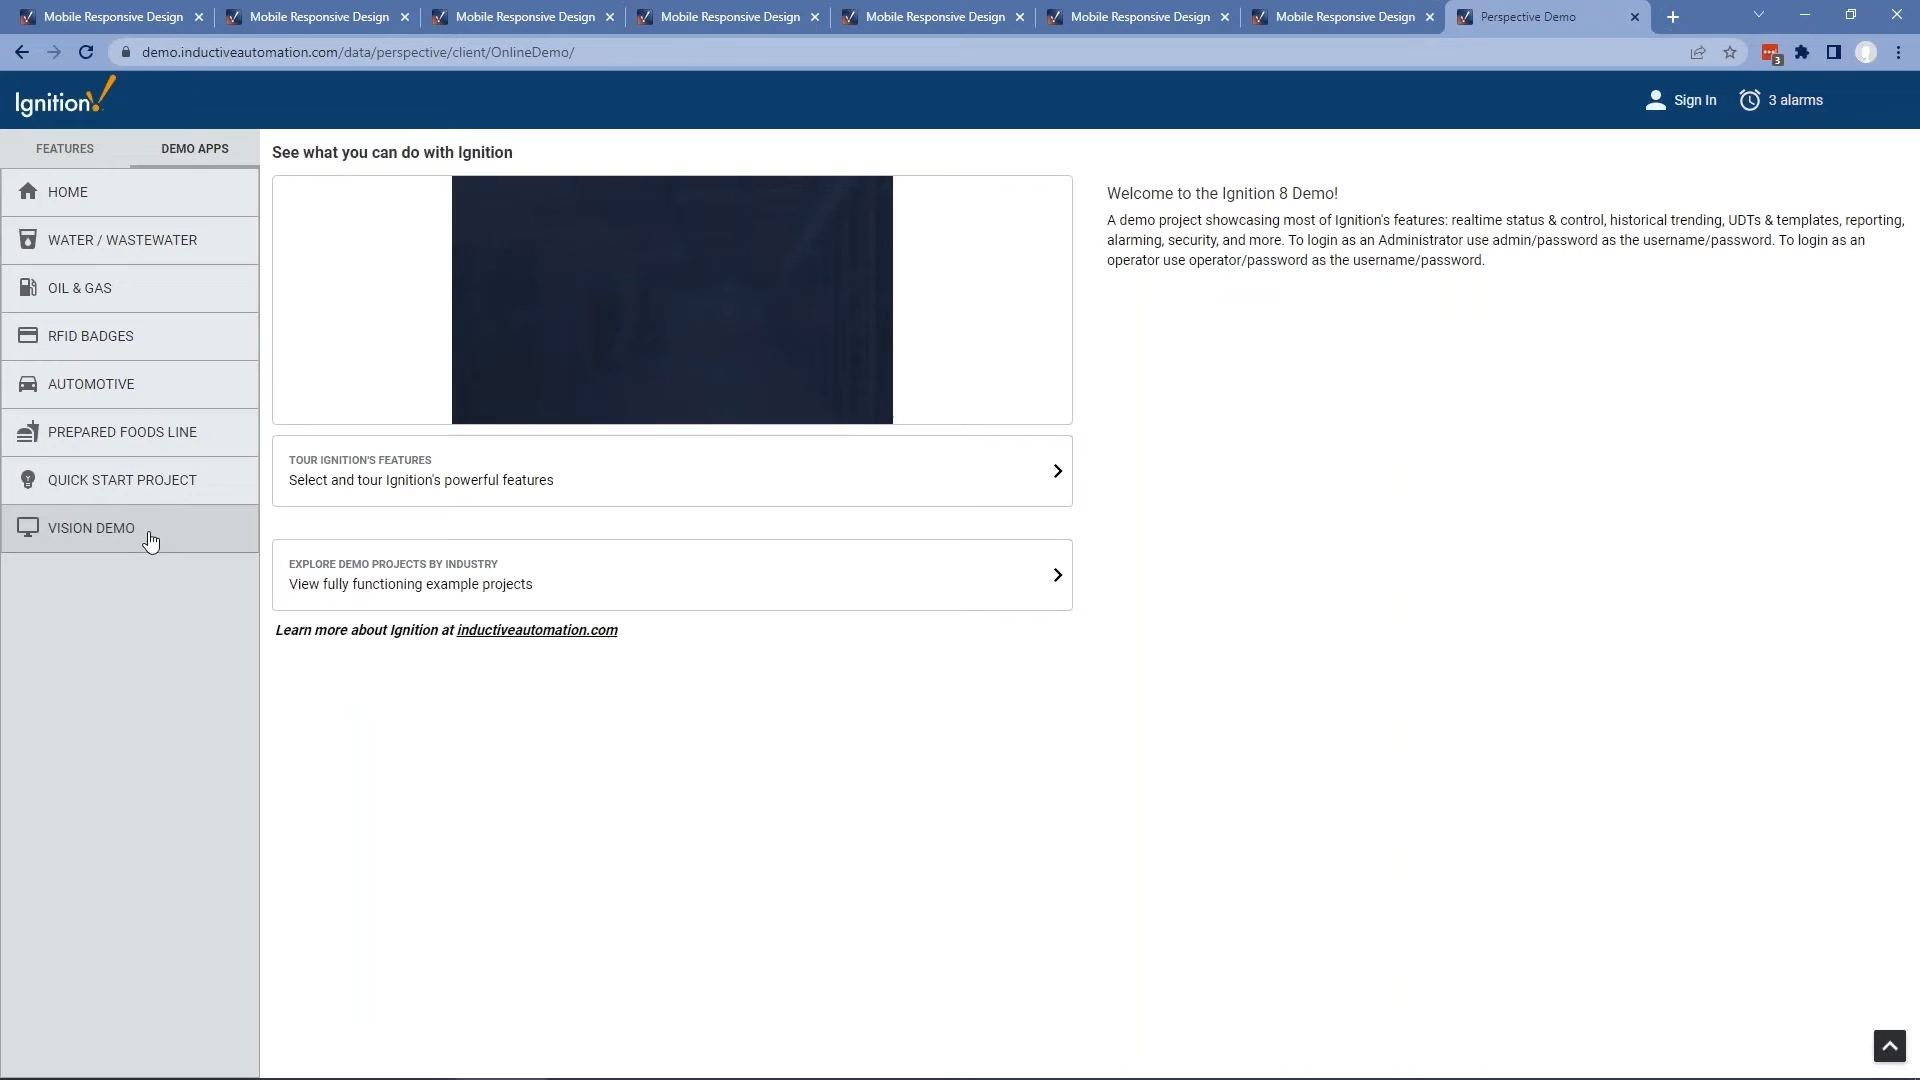 Mobile Responsive Design
Mobile Responsive Design
Mobile Responsive Design
Mobile Responsive Design
Mobile Responsive Design
Mobile Responsive Design
Mobile Responsive Design
Perspective Demo
demo.inductiveautomation.com/data/perspective/client/OnlineDemo/
3
Ignition!
Sign In
3 alarms
FEATURES
DEMO APPS
HOME
WATER / WASTEWATER
OIL & GAS
RFID BADGES
AUTOMOTIVE
PREPARED FOODS LINE
QUICK START PROJECT
VISION DEMO
See what you can do with Ignition
TOUR IGNITION'S FEATURES
Select and tour Ignition's powerful features
EXPLORE DEMO PROJECTS BY INDUSTRY
View fully functioning example projects
Learn more about Ignition at inductiveautomation.com
Welcome to the Ignition 8 Demo!
A demo project showcasing most of Ignition's features: realtime status & control, historical trending, UDTs & templates, reporting,
alarming, security, and more. To login as an Administrator use admin/password as the username/password. To login as an
operator use operator/password as the username/password.